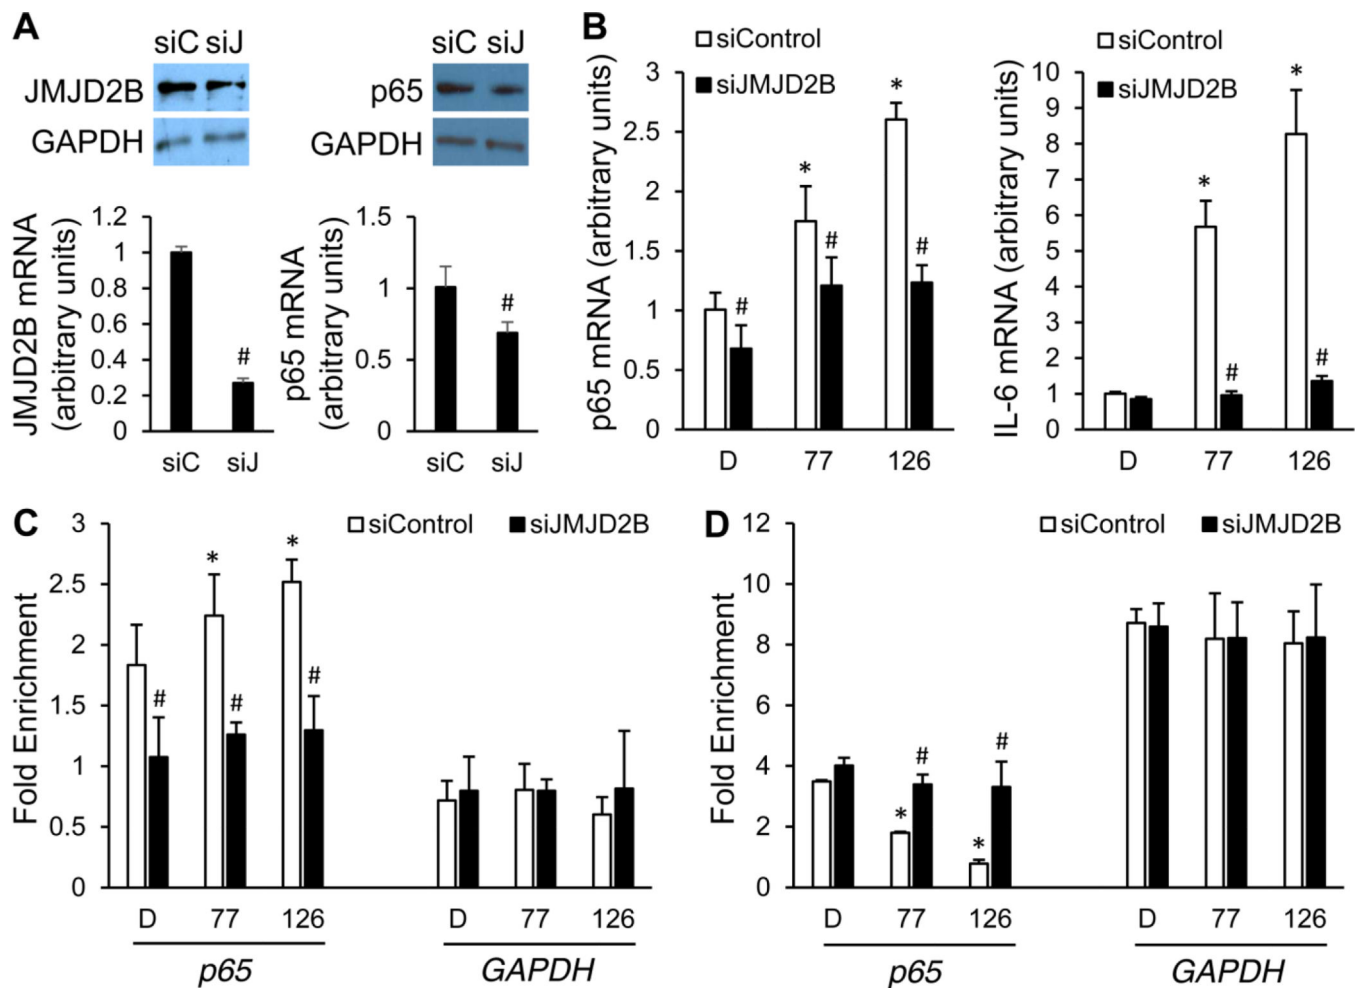 A
siC siJ
JMJD2B
GAPDH
siC siJ
p65
GAPDH
JMJD2B mRNA
(arbitrary units)
1.2
1
0.8
0.6
0.4
0.2
0
#
siC siJ
p65 mRNA
(arbitrary units)
1.5
1
0.5
0
#
siC siJ
B
siControl
siJMJD2B
p65 mRNA (arbitrary units)
3
2.5
2
1.5
1
0.5
0
# * # * #
D 77 126
siControl
siJMJD2B
IL-6 mRNA (arbitrary units)
10
9
8
7
6
5
4
3
2
1
0
* # * #
D 77 126
C
siControl siJMJD2B
Fold Enrichment
3
2.5
2
1.5
1
0.5
0
# * # * #
D 77 126 D 77 126
p65 GAPDH
D
siControl siJMJD2B
Fold Enrichment
12
10
8
6
4
2
0
* # * #
D 77 126 D 77 126
p65 GAPDH